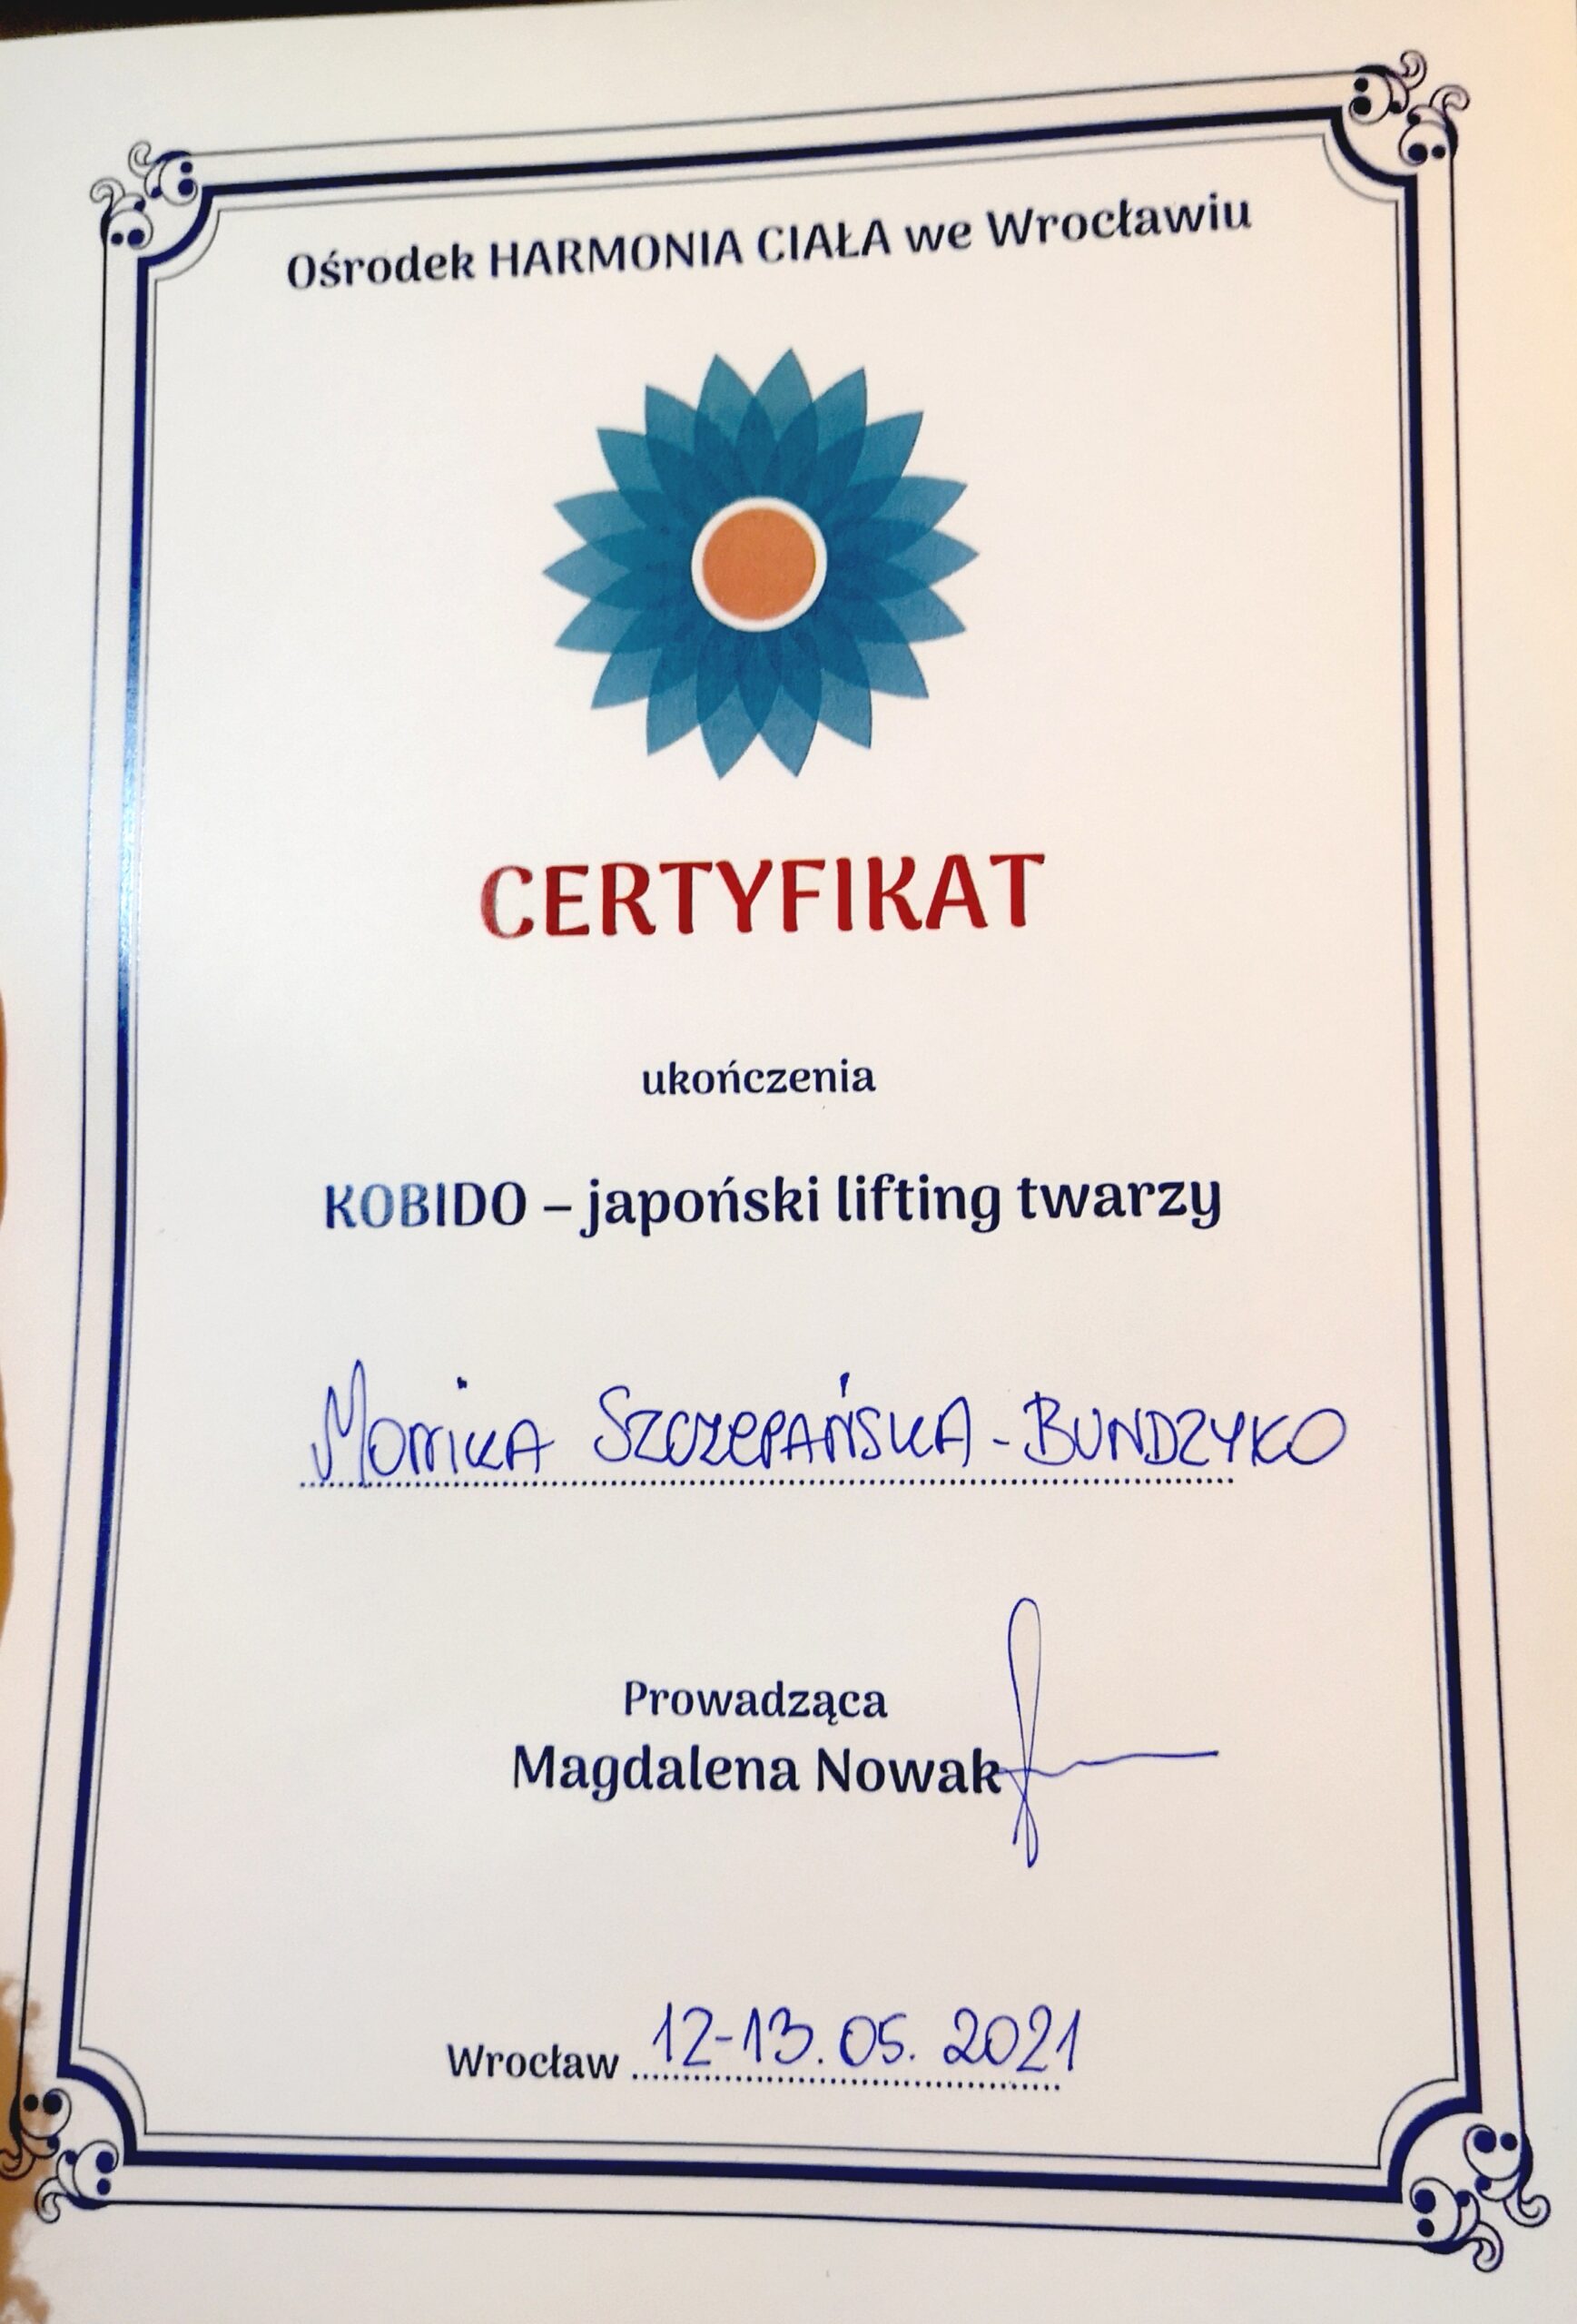 Ośrodek HARMONIA CIAŁA we Wrocławiu
CERTYFIKAT
ukończenia
KOBIDO – japoński lifting twarzy
Monika SZCZEPAŃSKA - BUNDZYKO
Prowadząca
Magdalena Nowak
Wrocław 12-13.05.2021